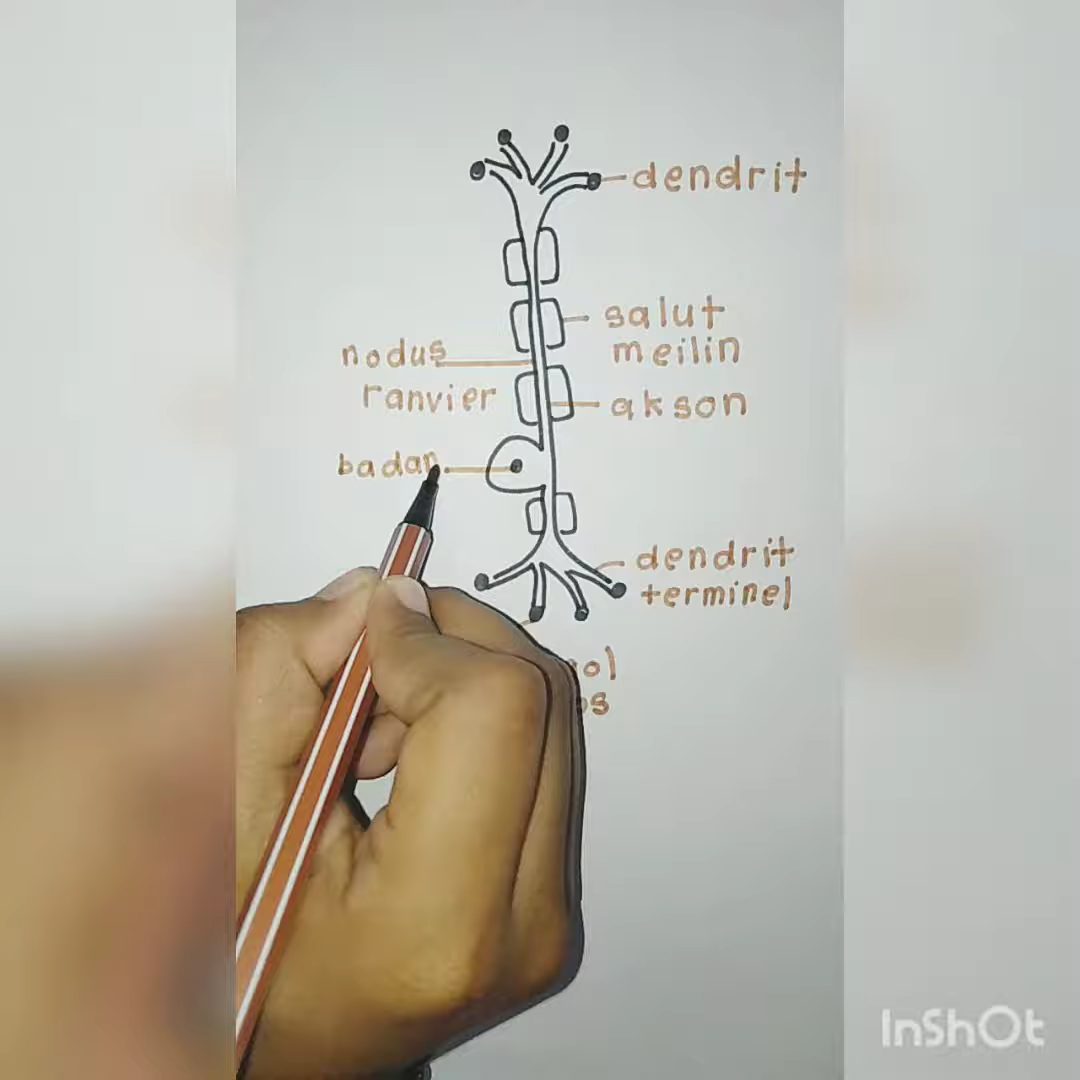 dendrit
salut
meilin
nodus
ranvier
akson
badan
dendrit
terminel
InShOt